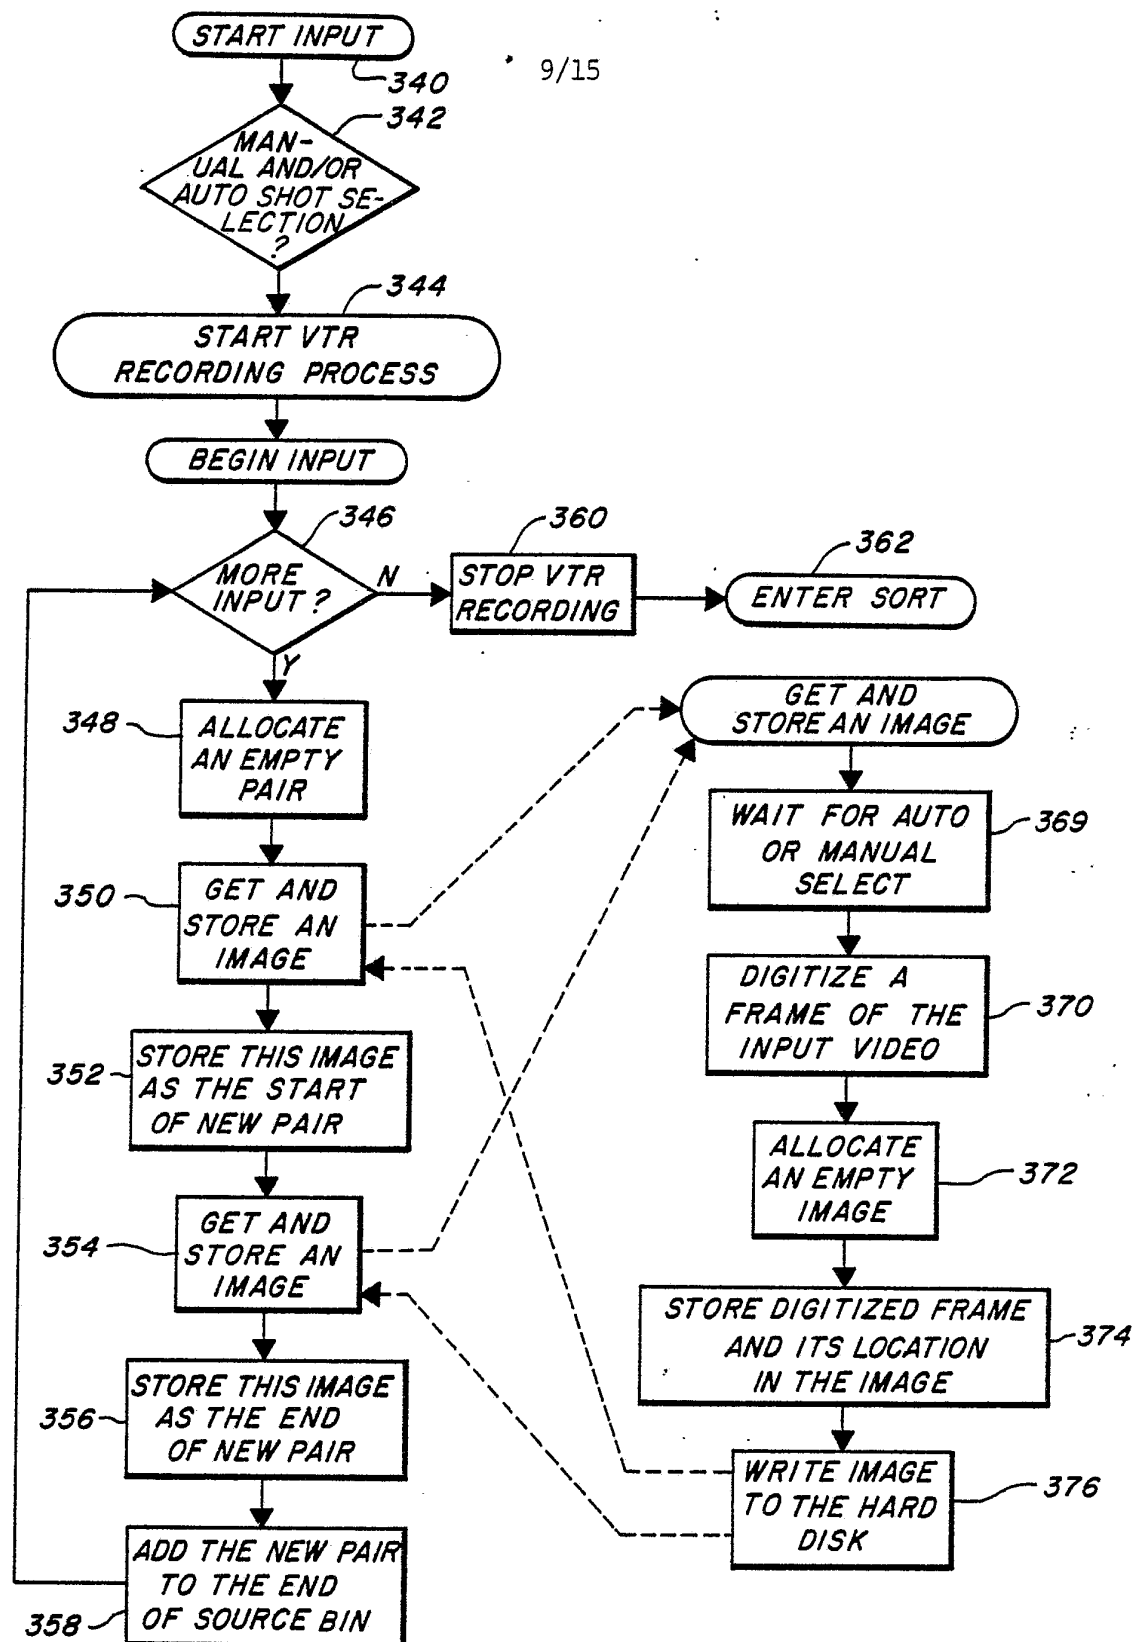 START INPUT
340
9/15
342
MAN-
UAL AND/OR
AUTO SHOT SE-
LECTION
?
344
START VTR
RECORDING PROCESS
BEGIN INPUT
346
MORE
INPUT?
N
Y
360
STOP VTR
RECORDING
362
ENTER SORT
348
ALLOCATE
AN EMPTY
PAIR
350
GET AND
STORE AN
IMAGE
352
STORE THIS IMAGE
AS THE START
OF NEW PAIR
354
GET AND
STORE AN
IMAGE
356
STORE THIS IMAGE
AS THE END
OF NEW PAIR
358
ADD THE NEW PAIR
TO THE END
OF SOURCE BIN
GET AND
STORE AN IMAGE
WAIT FOR AUTO
OR MANUAL
SELECT
369
DIGITIZE A
FRAME OF THE
INPUT VIDEO
370
ALLOCATE
AN EMPTY
IMAGE
372
STORE DIGITIZED FRAME
AND ITS LOCATION
IN THE IMAGE
374
WRITE IMAGE
TO THE HARD
DISK
376